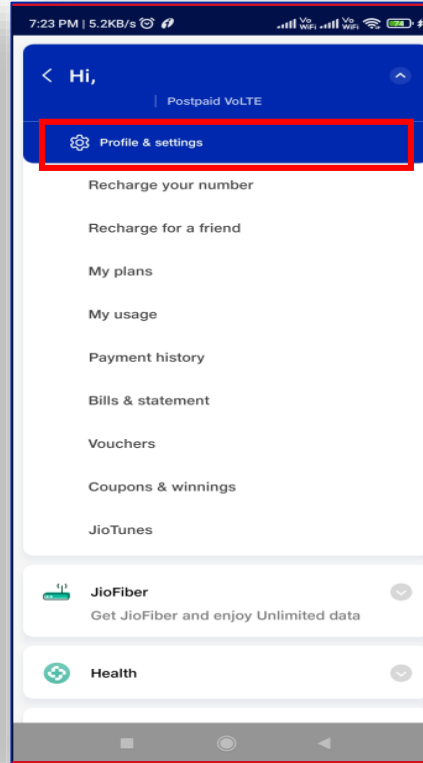 7:23 PM | 5.2KB/s
Vo WiFi Vo WiFi 74
Hi,
| Postpaid VoLTE
Profile & settings
Recharge your number
Recharge for a friend
My plans
My usage
Payment history
Bills & statement
Vouchers
Coupons & winnings
JioTunes
JioFiber
Get JioFiber and enjoy Unlimited data
Health